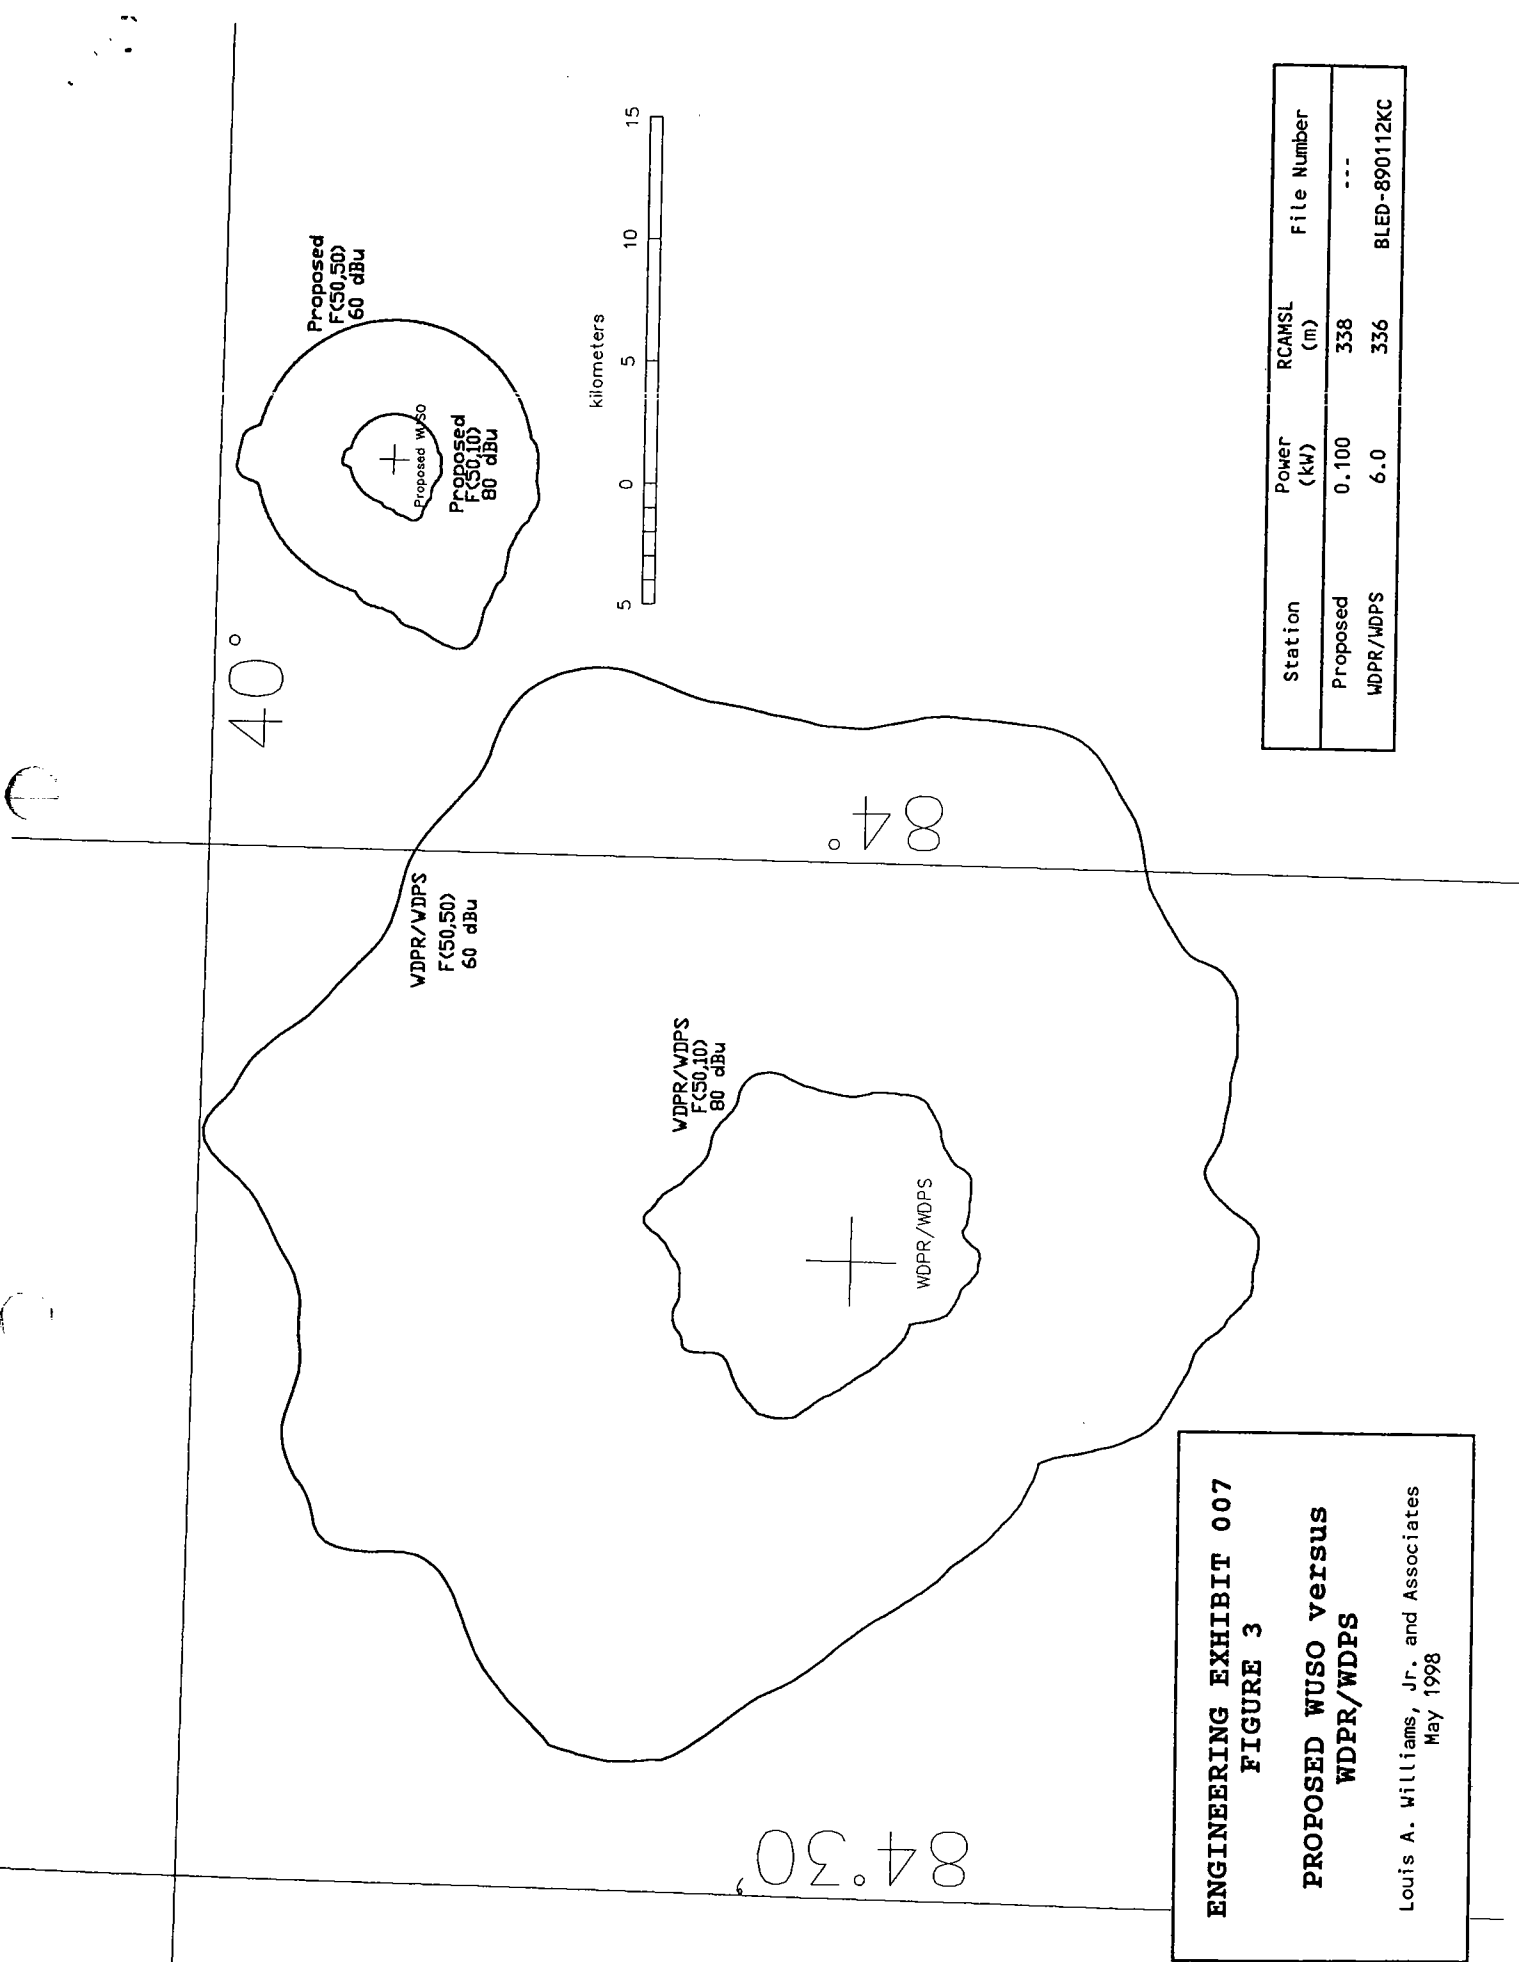 40°
84°
84°30'
Proposed
F(50,50)
60 dBu
Proposed WUSO
Proposed
F(50,10)
80 dBu
WDPR/WDPS
F(50,50)
60 dBu
WDPR/WDPS
F(50,10)
80 dBu
WDPR/WDPS
kilometers
5 0 5 10 15
Station Power RCAMSL File Number
(kW) (m)
Proposed 0.100 338 ---
WDPR/WDPS 6.0 336 BLED-890112KC
ENGINEERING EXHIBIT 007
FIGURE 3
PROPOSED WUSO versus
WDPR/WDPS
Louis A. Williams, Jr. and Associates
May 1998